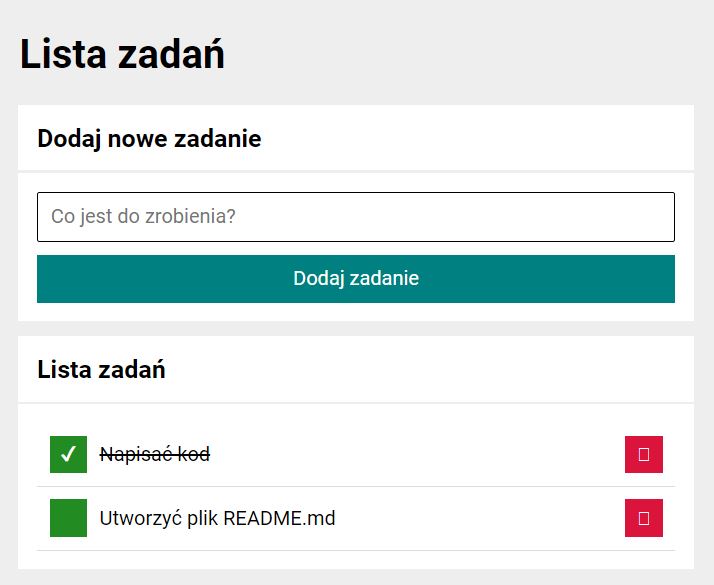 Lista zadań
Dodaj nowe zadanie
Co jest do zrobienia?
Dodaj zadanie
Lista zadań
✓ Napisać kod
Utworzyć plik README.md